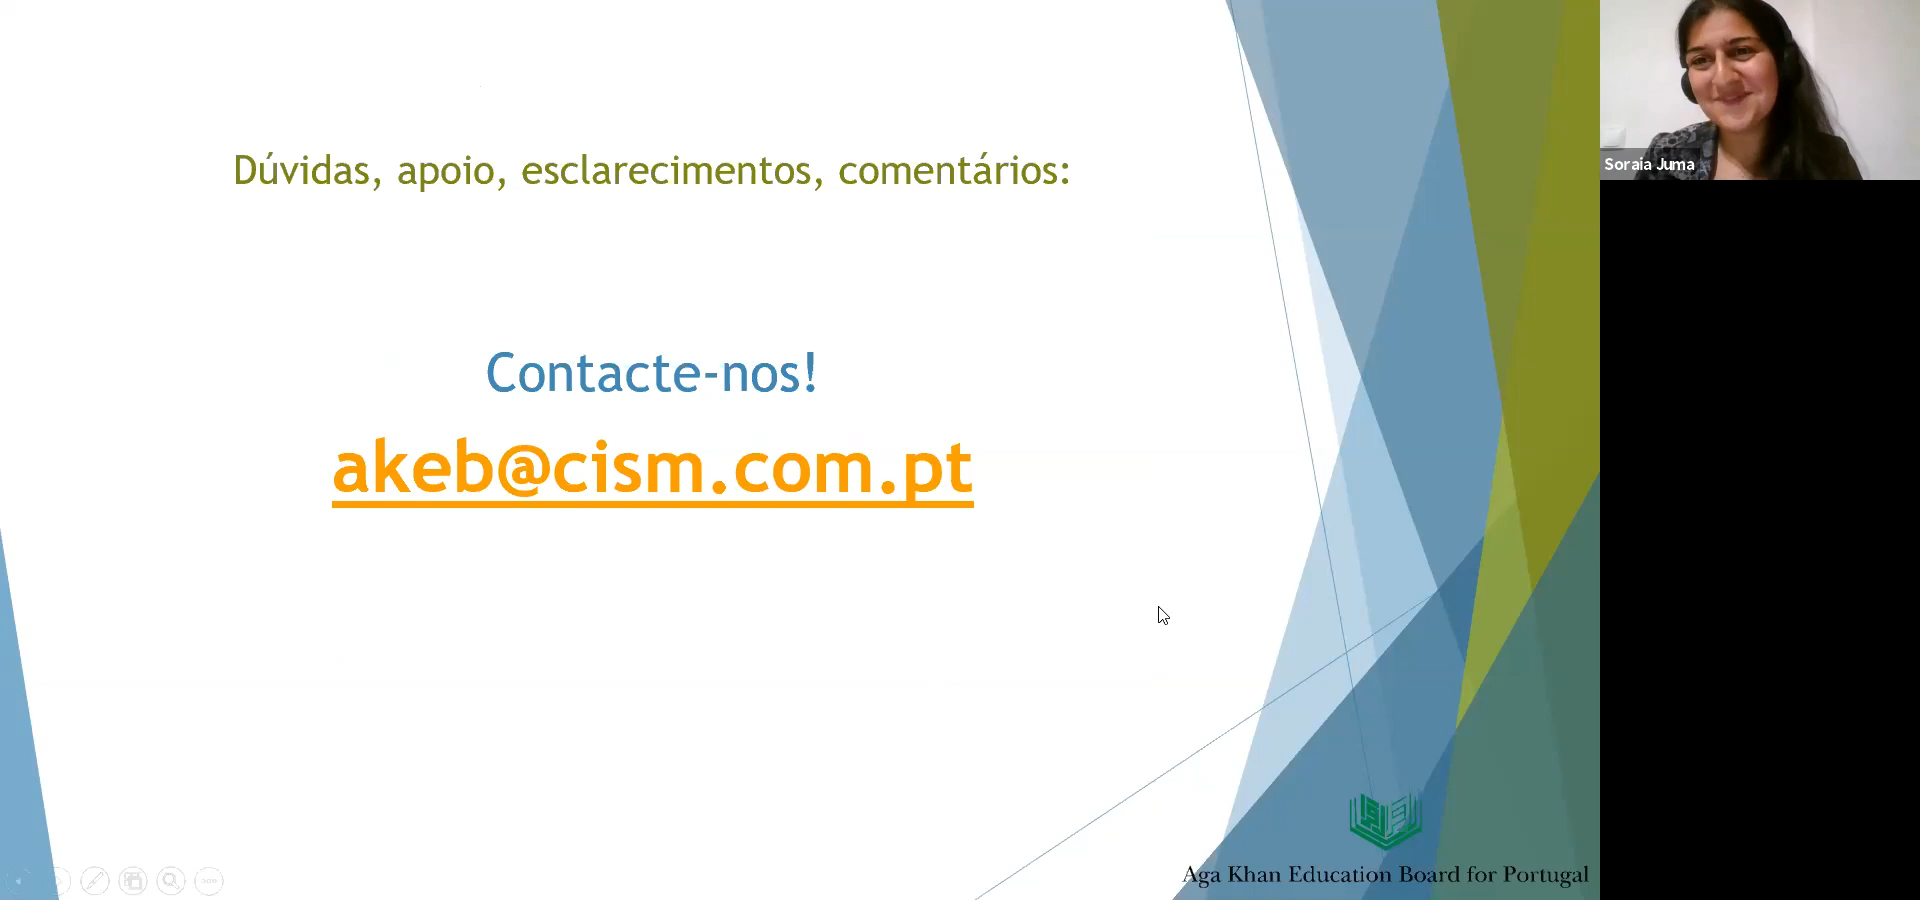 Dúvidas, apoio, esclarecimentos, comentários:
Contacte-nos!
akeb@cism.com.pt
Aga Khan Education Board for Portugal
Soraia Juma